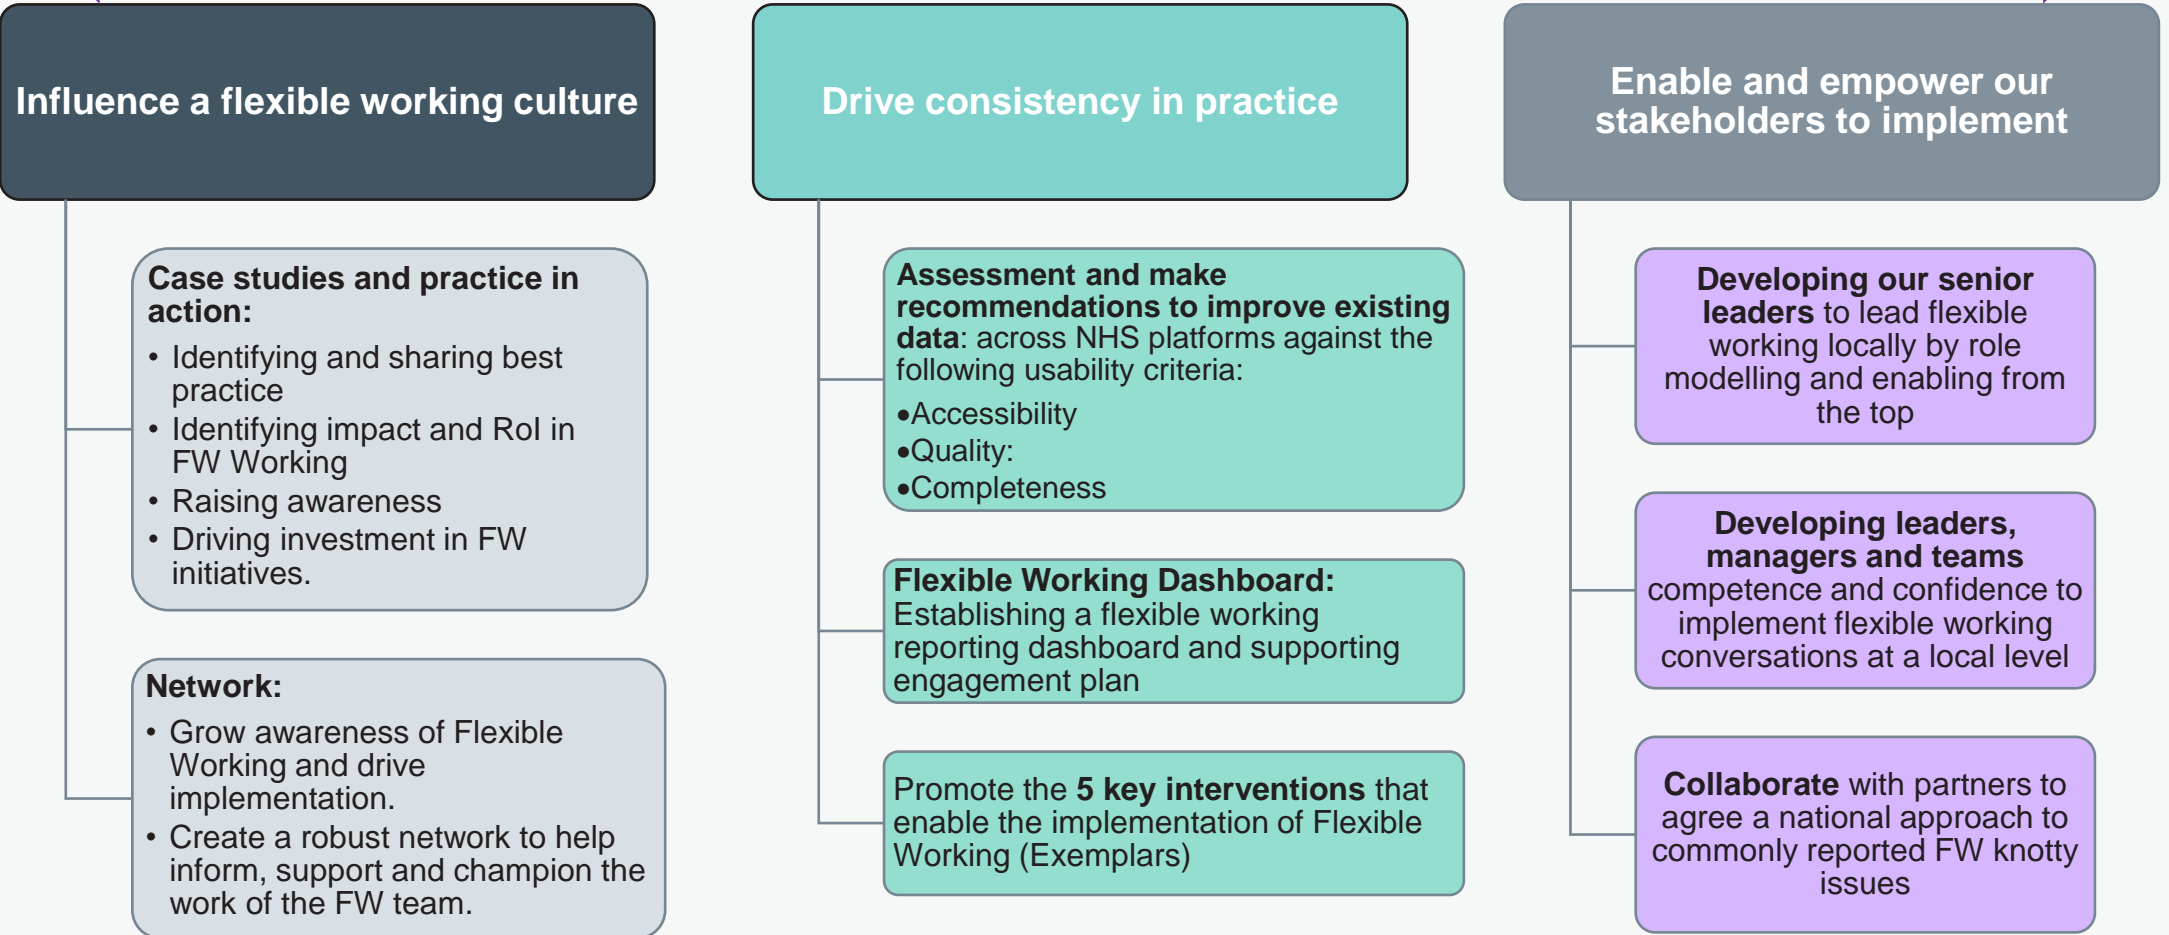 Influence a flexible working culture
Case studies and practice in
action:
• Identifying and sharing best
practice
• Identifying impact and RoI in
FW Working
• Raising awareness
• Driving investment in FW
initiatives.
Network:
• Grow awareness of Flexible
Working and drive
implementation.
• Create a robust network to help
inform, support and champion the
work of the FW team.
Drive consistency in practice
Assessment and make
recommendations to improve existing
data: across NHS platforms against the
following usability criteria:
•Accessibility
•Quality:
•Completeness
Flexible Working Dashboard:
Establishing a flexible working
reporting dashboard and supporting
engagement plan
Promote the 5 key interventions that
enable the implementation of Flexible
Working (Exemplars)
Enable and empower our
stakeholders to implement
Developing our senior
leaders to lead flexible
working locally by role
modelling and enabling from
the top
Developing leaders,
managers and teams
competence and confidence to
implement flexible working
conversations at a local level
Collaborate with partners to
agree a national approach to
commonly reported FW knotty
issues